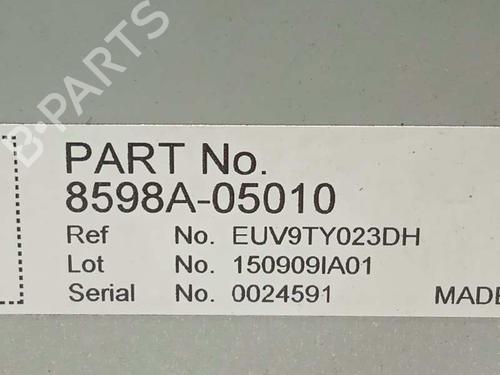 B-PARTS
PART No.
8598A-05010
Ref No. EUV9TY023DH
Lot No. 150909IA01
Serial No. 0024591 MADE